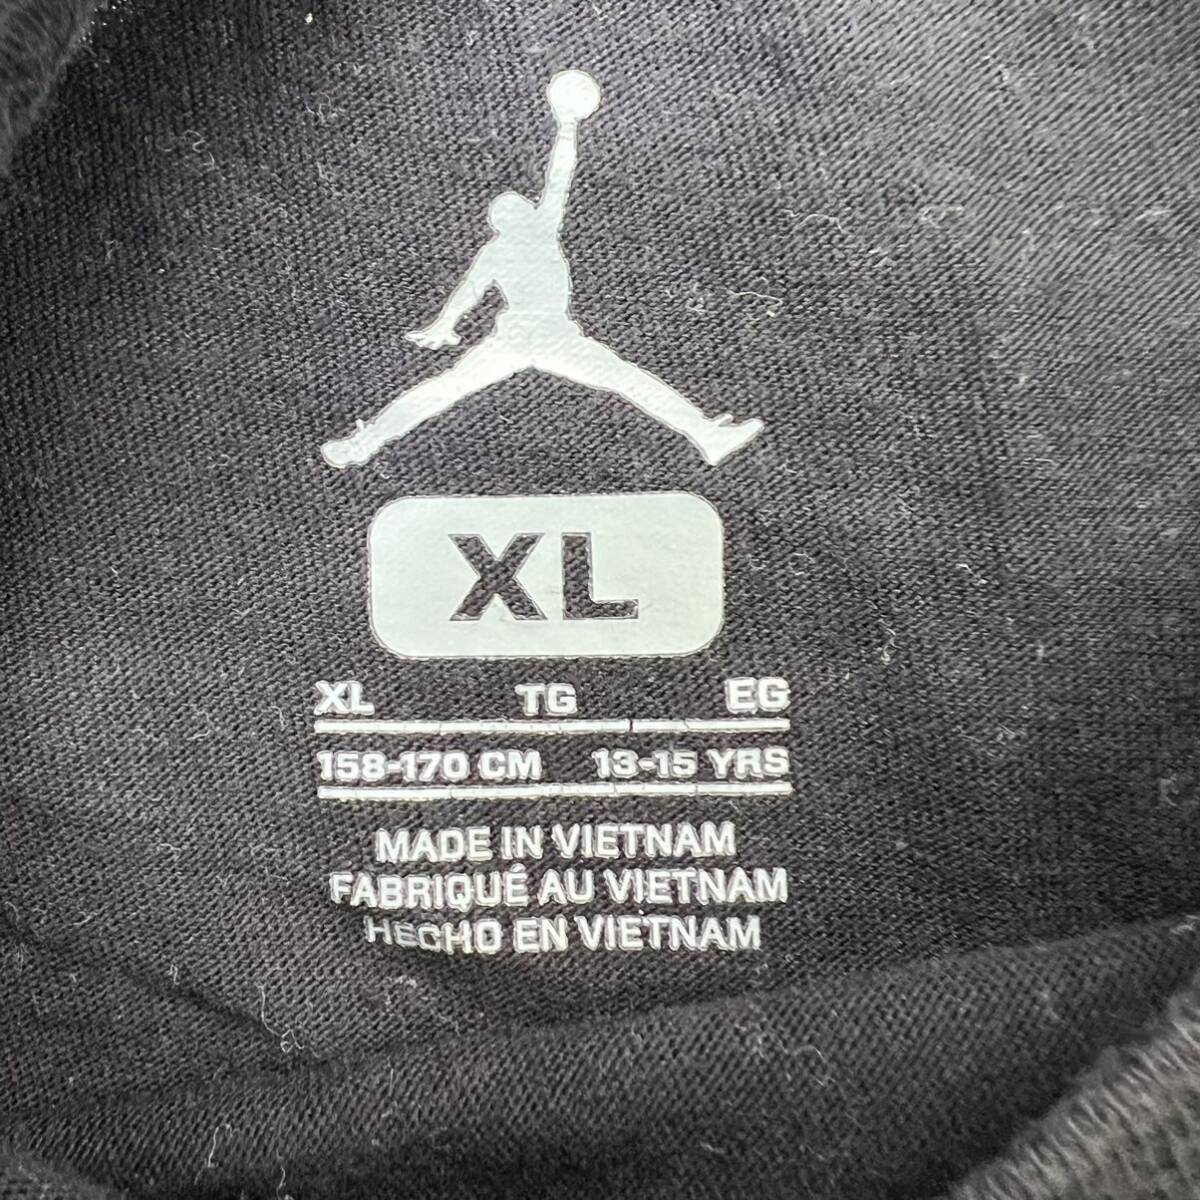 XL
XL TG EG
158-170 CM 13-15 YRS
MADE IN VIETNAM
FABRIQUÉ AU VIETNAM
HECHO EN VIETNAM